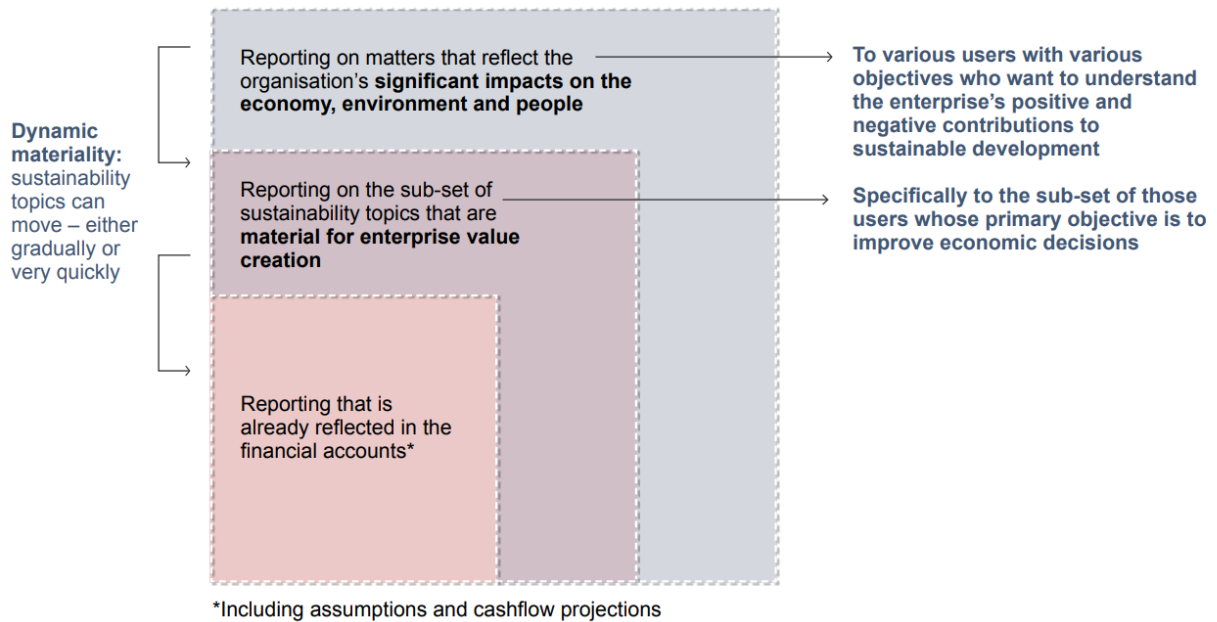 Dynamic
materiality:
sustainability
topics can
move – either
gradually or
very quickly
Reporting on matters that reflect the
organisation’s significant impacts on the
economy, environment and people
To various users with various
objectives who want to understand
the enterprise’s positive and
negative contributions to
sustainable development
Reporting on the sub-set of
sustainability topics that are
material for enterprise value
creation
Specifically to the sub-set of those
users whose primary objective is to
improve economic decisions
Reporting that is
already reflected in the
financial accounts*
*Including assumptions and cashflow projections